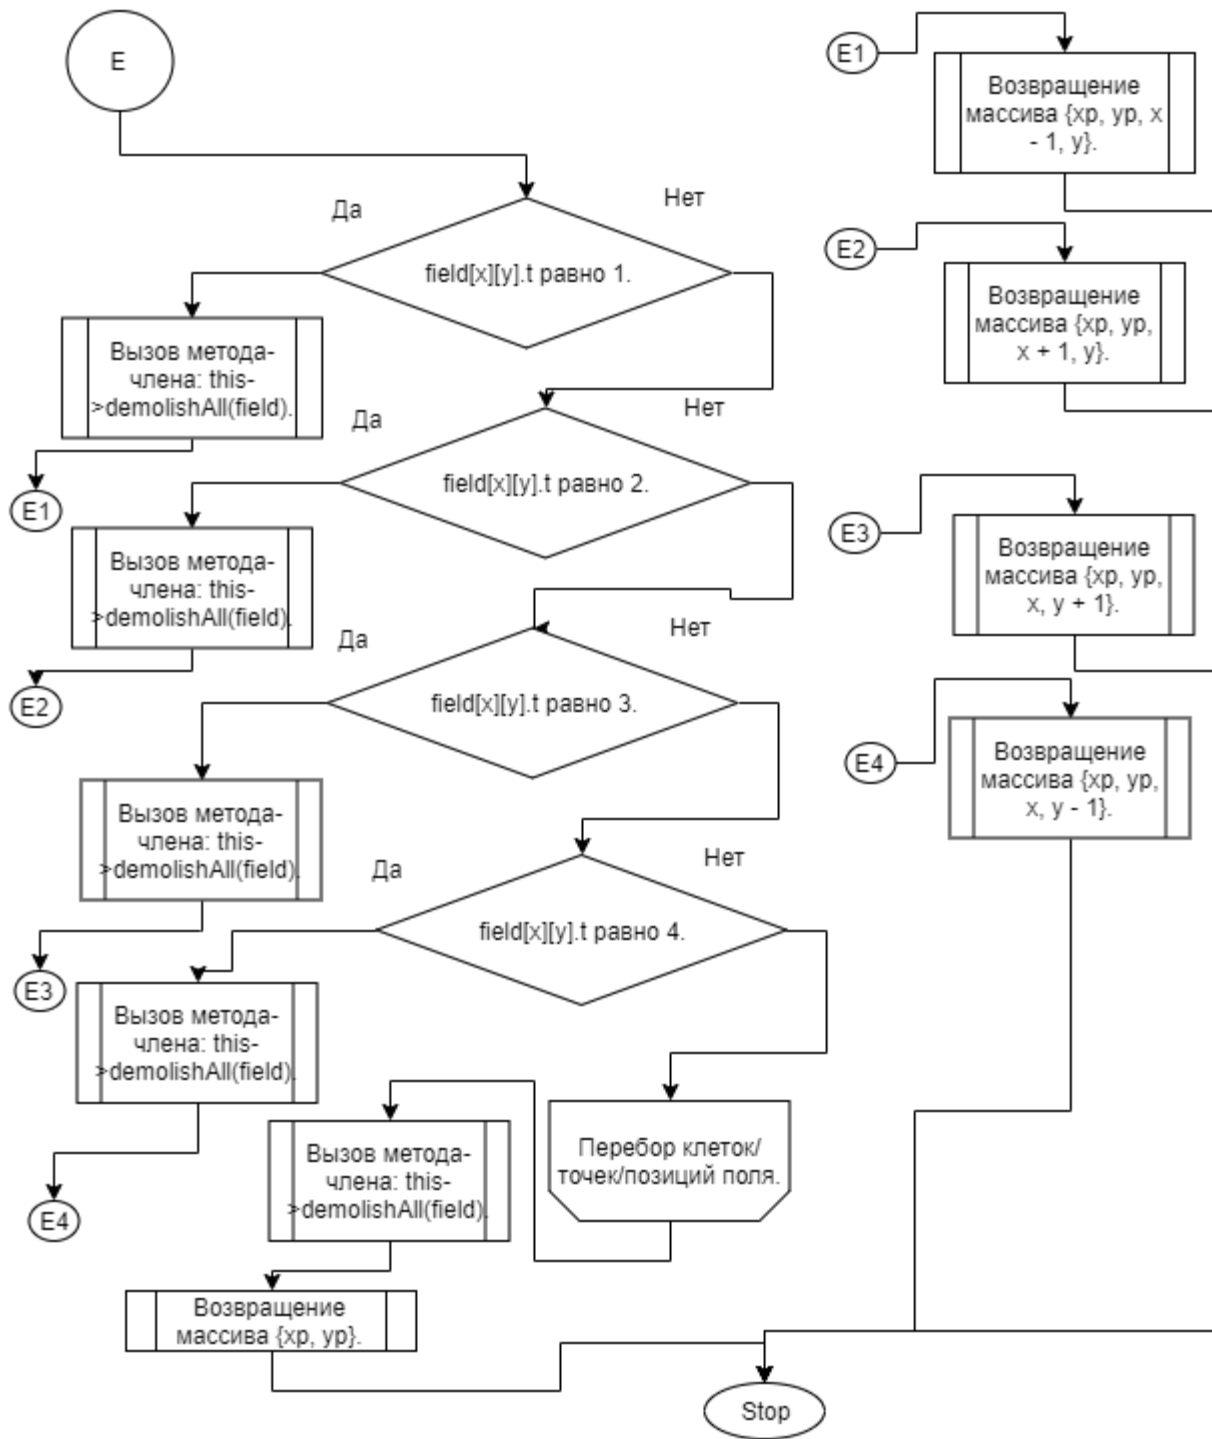 E
Да
Нет
field[x][y].t равно 1.
Вызов метода-
члена: this-
>demolishAll(field).
E1
Да
Нет
field[x][y].t равно 2.
Вызов метода-
члена: this-
>demolishAll(field).
E2
Да
Нет
field[x][y].t равно 3.
Вызов метода-
члена: this-
>demolishAll(field).
E3
Да
Нет
field[x][y].t равно 4.
Вызов метода-
члена: this-
>demolishAll(field).
E4
Перебор клеток/
точек/позиций поля.
Вызов метода-
члена: this-
>demolishAll(field).
Возвращение
массива {xp, yp}.
E1
Возвращение
массива {xp, yp, x
- 1, y}.
E2
Возвращение
массива {xp, yp,
x + 1, y}.
E3
Возвращение
массива {xp, yp,
x, y + 1}.
E4
Возвращение
массива {xp, yp,
x, y - 1}.
Stop